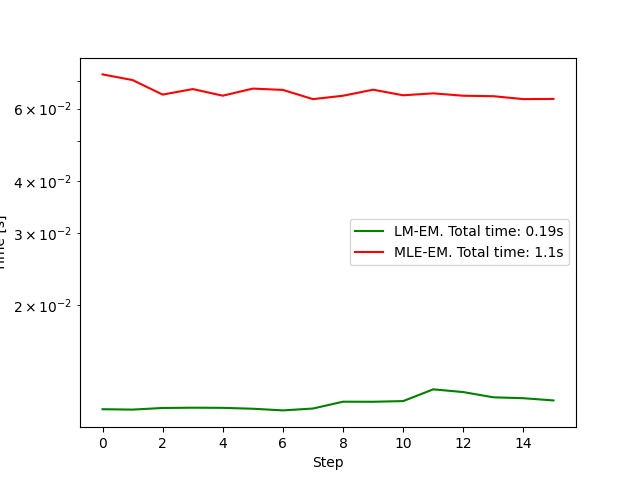 6 × 10⁻²
4 × 10⁻²
3 × 10⁻²
2 × 10⁻²
LM-EM. Total time: 0.19s
MLE-EM. Total time: 1.1s
0 2 4 6 8 10 12 14
Step